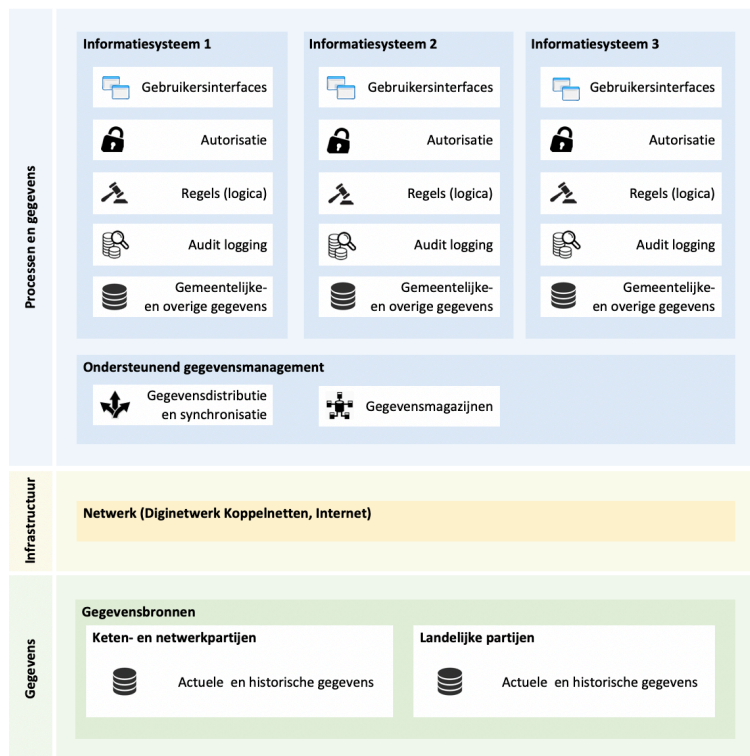 Processen en gegevens
Informatiesysteem 1
Gebruikersinterfaces
Autorisatie
Regels (logica)
Audit logging
Gemeentelijke-
en overige gegevens
Informatiesysteem 2
Gebruikersinterfaces
Autorisatie
Regels (logica)
Audit logging
Gemeentelijke-
en overige gegevens
Informatiesysteem 3
Gebruikersinterfaces
Autorisatie
Regels (logica)
Audit logging
Gemeentelijke-
en overige gegevens
Ondersteunend gegevensmanagement
Gegevensdistributie
en synchronisatie
Gegevensmagazijnen
Infrastructuur
Netwerk (Diginetwerk Koppelnetten, Internet)
Gegevens
Gegevensbronnen
Keten- en netwerkpartijen
Actuele en historische gegevens
Landelijke partijen
Actuele en historische gegevens